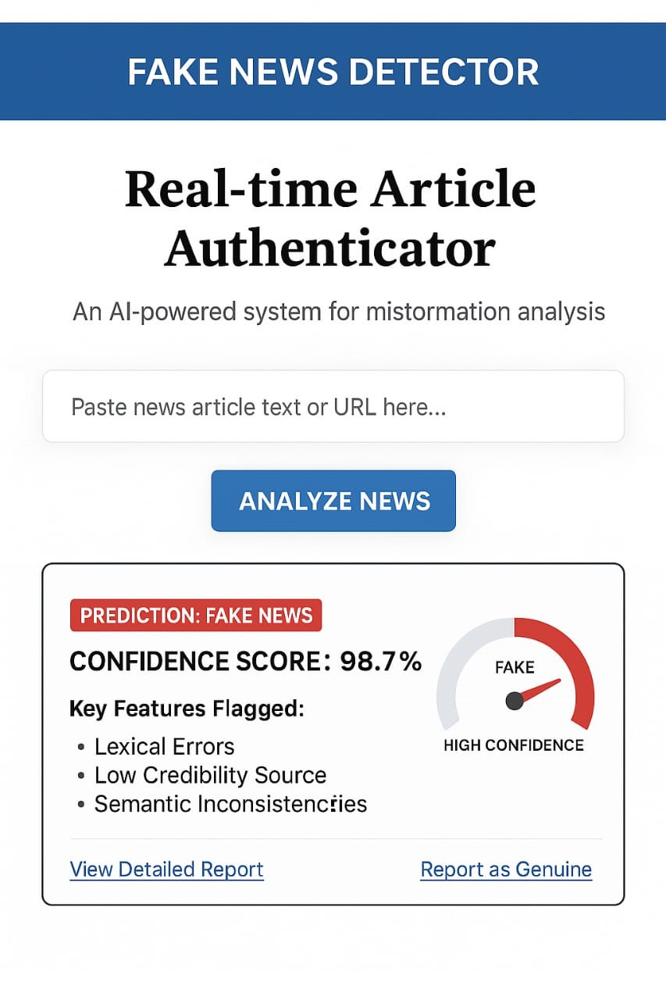 FAKE NEWS DETECTOR
Real-time Article
Authenticator
An AI-powered system for mistormation analysis
Paste news article text or URL here...
ANALYZE NEWS
PREDICTION: FAKE NEWS
CONFIDENCE SCORE: 98.7%
Key Features Flagged:
• Lexical Errors
• Low Credibility Source
• Semantic
FAKE
HIGH CONFIDENCE
View Detailed Report
Report as Genuine